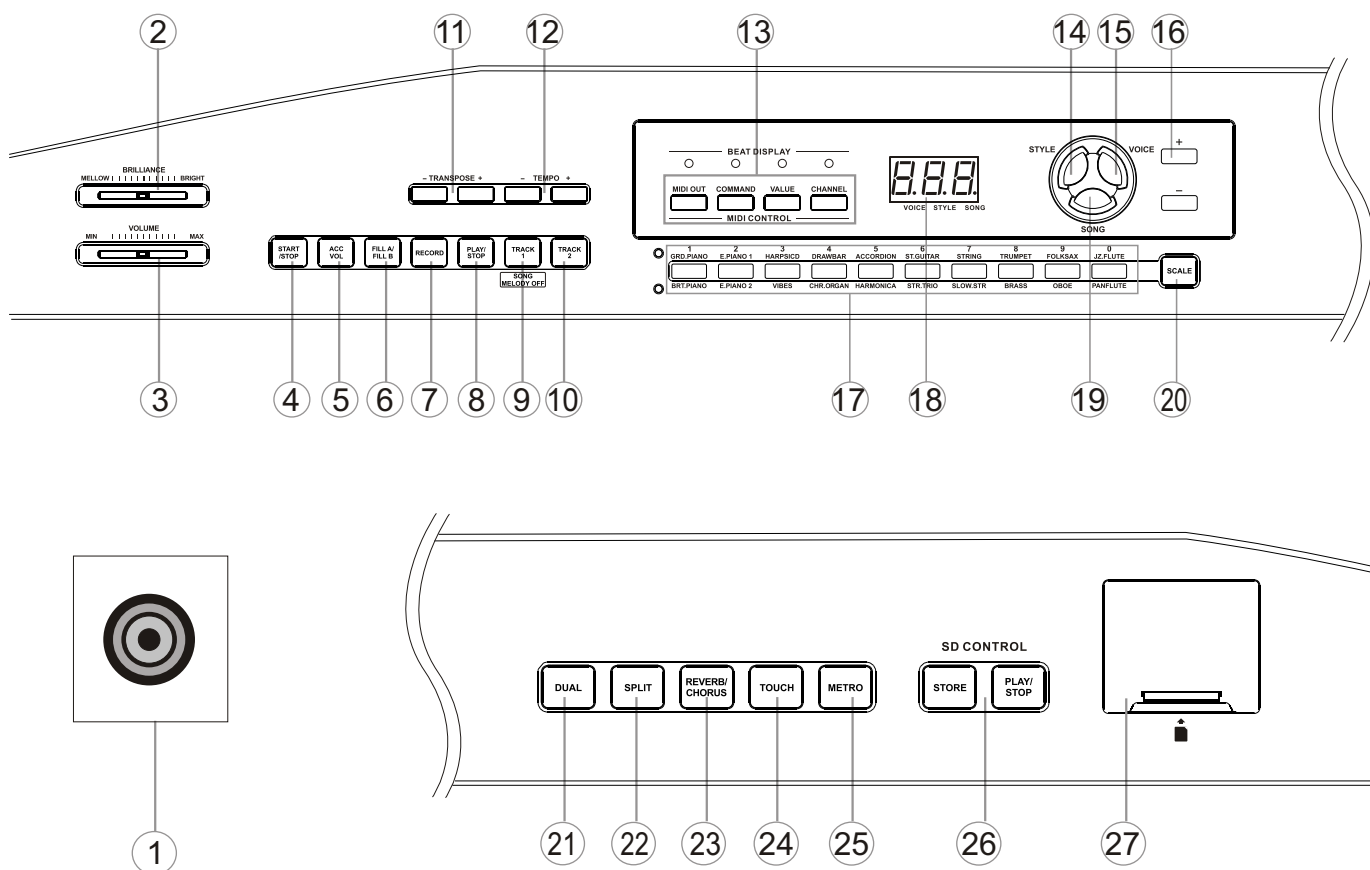 2 11 12 13 14 15 16
BRILLIANCE
MELLOW BRIGHT
VOLUME
MIN MAX
– TRANSPOSE + – TEMPO +
START
/STOP
ACC
VOL
FILL A/
FILL B
RECORD
PLAY/
STOP
TRACK
1
TRACK
2
SONG
MELODY OFF
BEAT DISPLAY
MIDI OUT COMMAND VALUE CHANNEL
MIDI CONTROL
8.8.8.
VOICE STYLE SONG
STYLE VOICE
SONG
+
–
1 2 3 4 5 6 7 8 9 0
GRD.PIANO E.PIANO 1 HARPSICD DRAWBAR ACCORDION ST.GUITAR STRING TRUMPET FOLKSAX JZ.FLUTE
BRT.PIANO E.PIANO 2 VIBES CHR.ORGAN HARMONICA STR.TRIO SLOW.STR BRASS OBOE PANFLUTE
SCALE
3 4 5 6 7 8 9 10 17 18 19 20
SD CONTROL
DUAL
SPLIT
REVERB/
CHORUS
TOUCH
METRO
STORE
PLAY/
STOP
1 21 22 23 24 25 26 27